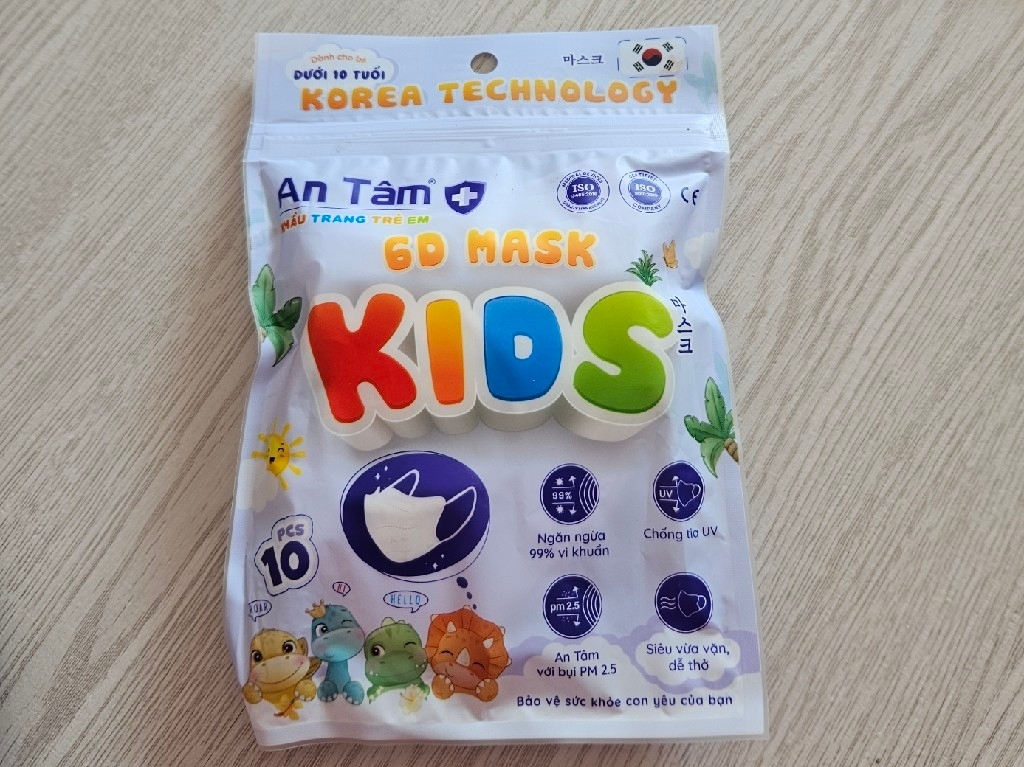 Dành cho bé
DƯỚI 10 TUỔI
마스크
KOREA TECHNOLOGY
An Tâm®
KHẨU TRANG TRẺ EM
ISO
ISO
CE
6D MASK
마스크
KIDS
99%
Ngăn ngừa
99% vi khuẩn
UV
Chống tia UV
PCS
10
pm 2.5
An Tâm
với bụi PM 2.5
Siêu vừa vặn,
dễ thở
ROAR
HI
HELLO
Bảo vệ sức khỏe con yêu của bạn